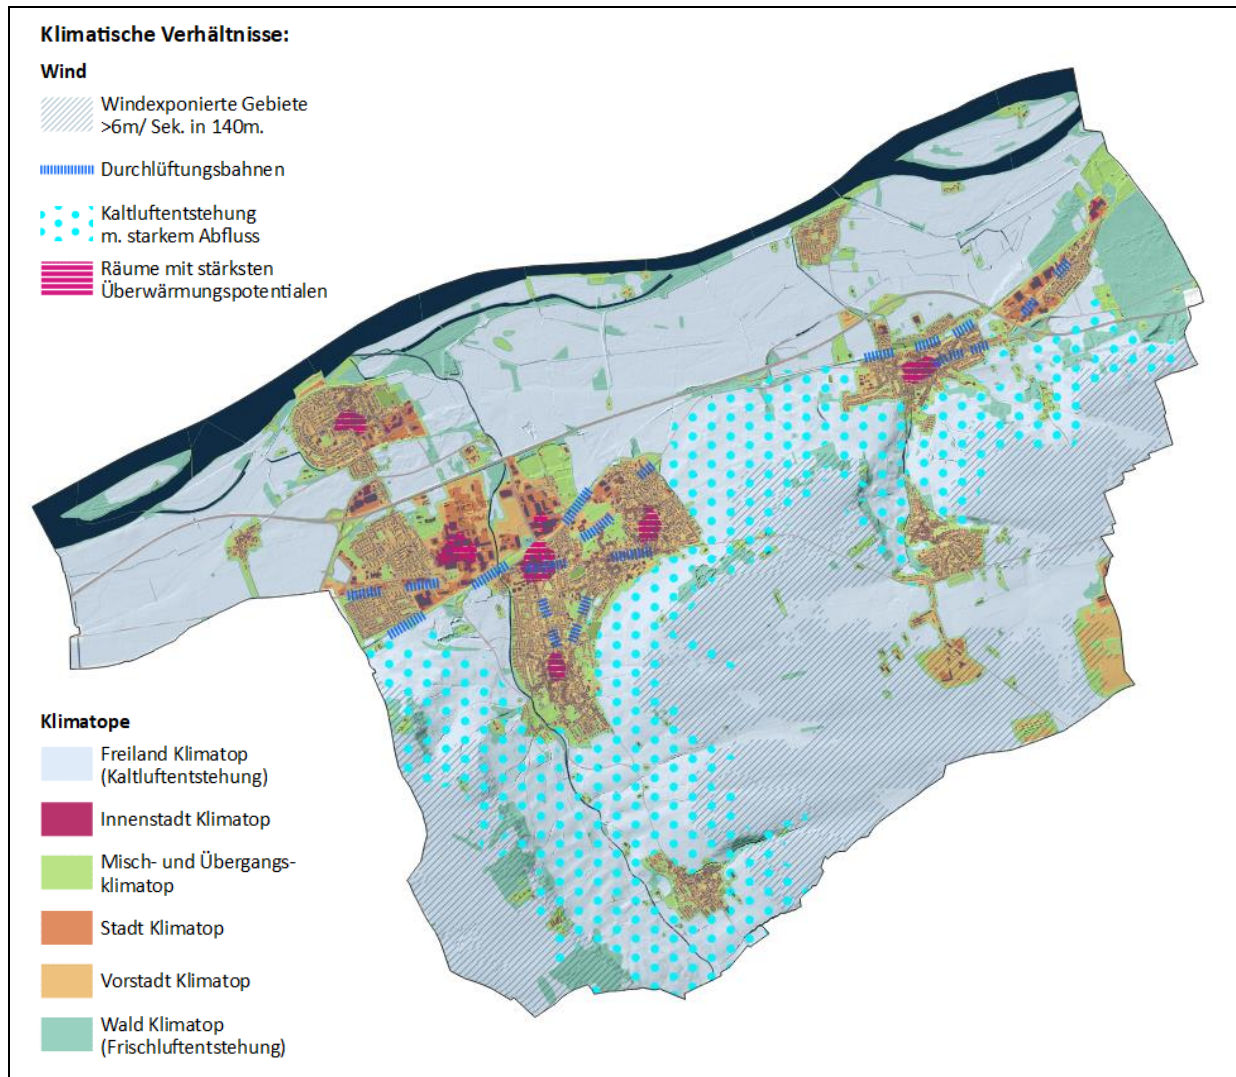 Klimatische Verhältnisse:
Wind
Windexponierte Gebiete
>6m/ Sek. in 140m.
Durchlüftungsbahnen
Kaltluftentstehung
m. starkem Abfluss
Räume mit stärksten
Überwärmungspotentialen
Klimatope
Freiland Klimatop
(Kaltluftentstehung)
Innenstadt Klimatop
Misch- und Übergangs-
klimatop
Stadt Klimatop
Vorstadt Klimatop
Wald Klimatop
(Frischluftentstehung)